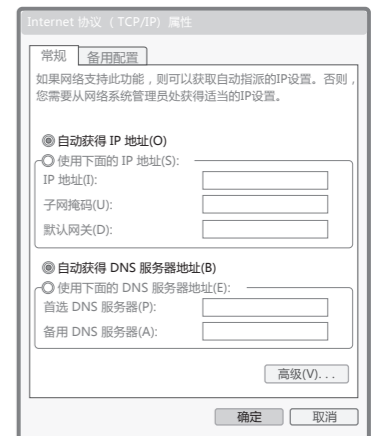 Internet 协议 （TCP/IP）属性
常规 备用配置
如果网络支持此功能，则可以获取自动指派的IP设置。否则，
您需要从网络系统管理员处获得适当的IP设置。
自动获得 IP 地址(O)
使用下面的 IP 地址(S):
IP 地址(I):
子网掩码(U):
默认网关(D):
自动获得 DNS 服务器地址(B)
使用下面的 DNS 服务器地址(E):
首选 DNS 服务器(P):
备用 DNS 服务器(A):
高级(V)...
确定 取消